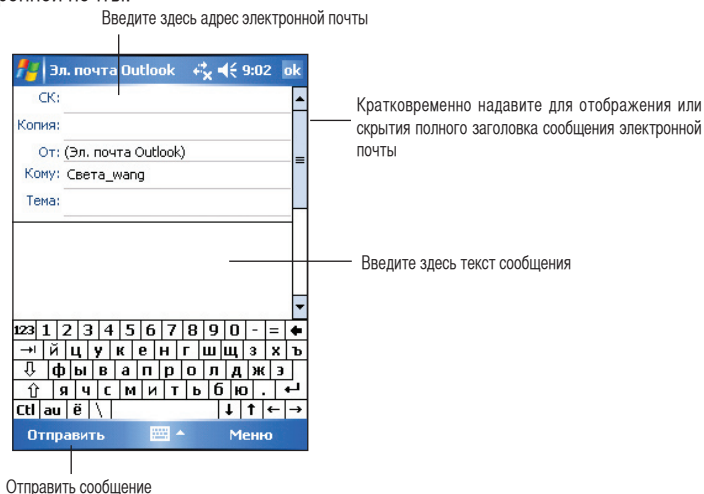 Введите здесь адрес электронной почты
Эл. почта Outlook 9:02 ok
СК:
Копия:
От: (Эл. почта Outlook)
Кому: Света_wang
Тема:
Кратковременно надавите для отображения или
скрытия полного заголовка сообщения электронной
почты
Введите здесь текст сообщения
123 1 2 3 4 5 6 7 8 9 0 - =
й ц у к е н г ш щ з х ъ
ф ы в а п р о л д ж э
я ч с м и т ь б ю .
Ctl au ё \
Отправить Меню
Отправить сообщение